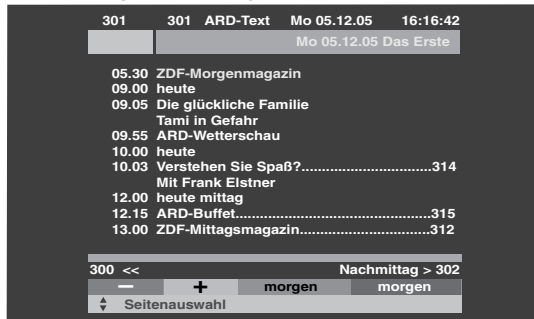 301 301 ARD-Text Mo 05.12.05 16:16:42
Mo 05.12.05 Das Erste
05.30 ZDF-Morgenmagazin
09.00 heute
09.05 Die glückliche Familie
Tami in Gefahr
09.55 ARD-Wetterschau
10.00 heute
10.03 Verstehen Sie Spaß?................................314
Mit Frank Elstner
12.00 heute mittag
12.15 ARD-Buffet................................................315
13.00 ZDF-Mittagsmagazin................................312
300 << Nachmittag > 302
– + morgen morgen
Seitenauswahl